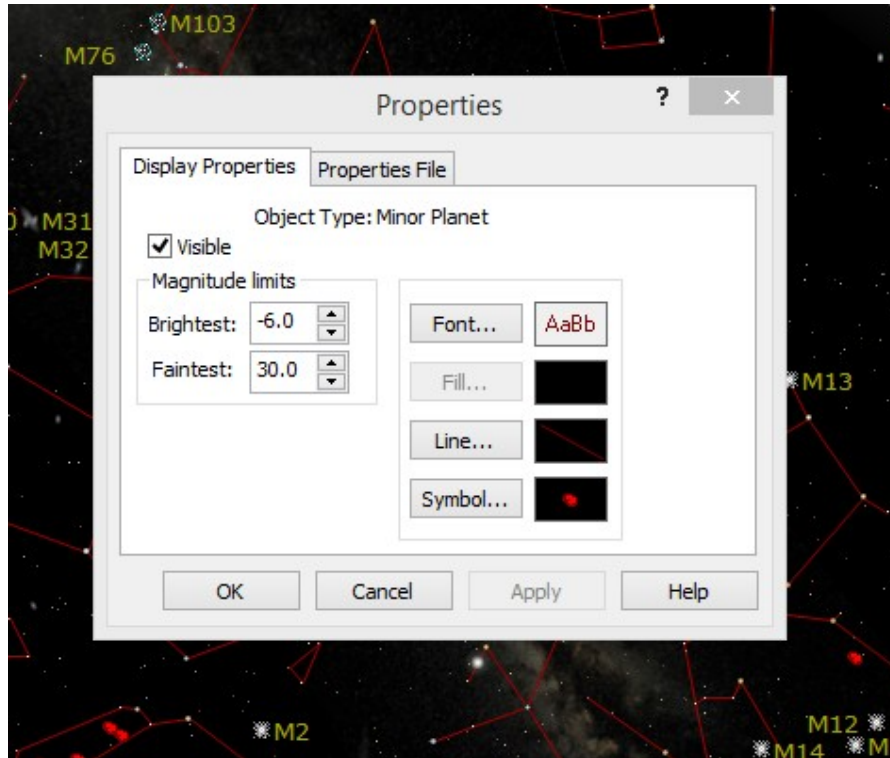 M103
M76
Properties
?
Display Properties
Properties File
M31
M32
Object Type: Minor Planet
Visible
Magnitude limits
Brightest: -6.0
Faintest: 30.0
Font... AaBb
Fill...
Line...
Symbol...
M13
OK Cancel Apply Help
M2
M12
M14
M